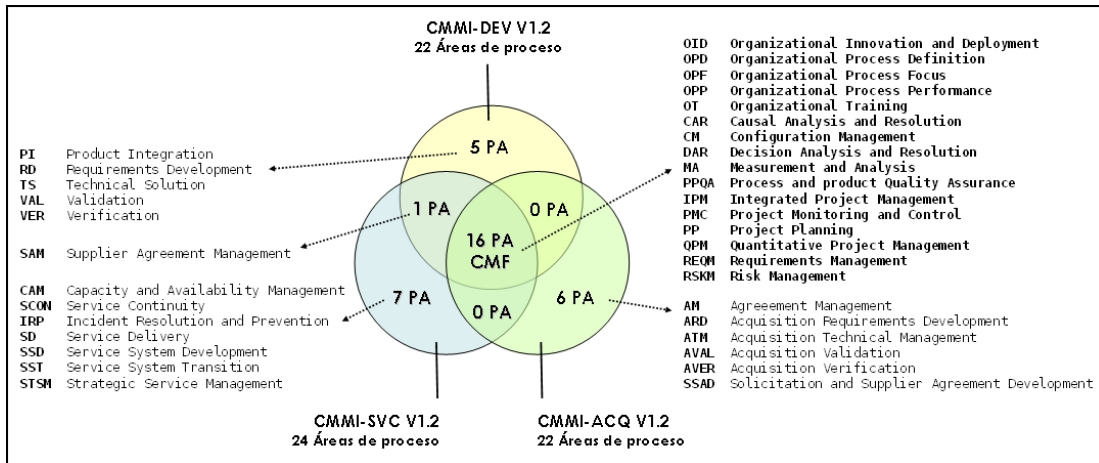 CMMI-DEV V1.2
22 Áreas de proceso
OID Organizational Innovation and Deployment
OPD Organizational Process Definition
OPF Organizational Process Focus
OPP Organizational Process Performance
OT Organizational Training
CAR Causal Analysis and Resolution
CM Configuration Management
DAR Decision Analysis and Resolution
MA Measurement and Analysis
PPQA Process and product Quality Assurance
IPM Integrated Project Management
PMC Project Monitoring and Control
PP Project Planning
QPM Quantitative Project Management
REQM Requirements Management
RSKM Risk Management
5 PA
PI Product Integration
RD Requirements Development
TS Technical Solution
VAL Validation
VER Verification
1 PA
0 PA
16 PA
CMF
SAM Supplier Agreement Management
CAM Capacity and Availability Management
SCON Service Continuity
IRP Incident Resolution and Prevention
SD Service Delivery
SSD Service System Development
SST Service System Transition
STSM Strategic Service Management
7 PA
0 PA
6 PA
AM Agreeement Management
ARD Acquisition Requirements Development
ATM Acquisition Technical Management
AVAL Acquisition Validation
AVER Acquisition Verification
SSAD Solicitation and Supplier Agreement Development
CMMI-SVC V1.2
24 Áreas de proceso
CMMI-ACQ V1.2
22 Áreas de proceso